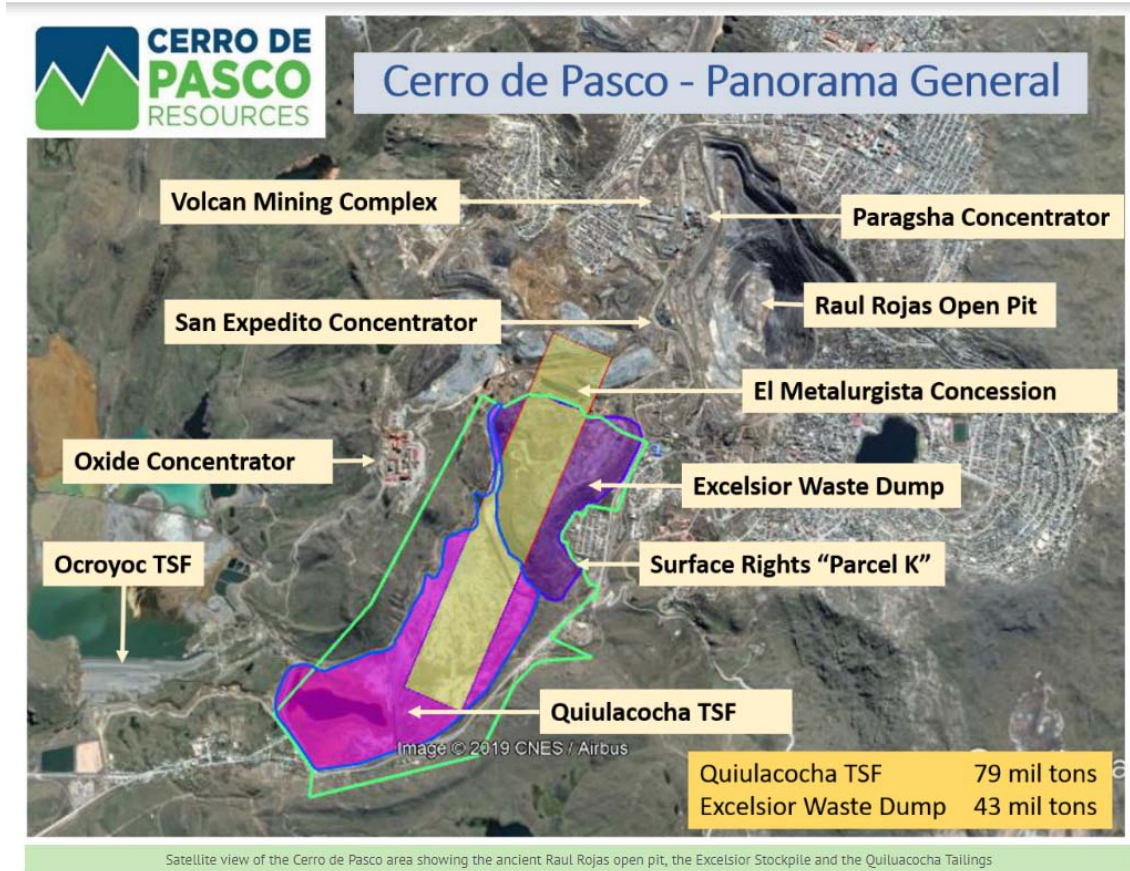 CERRO DE
PASCO
RESOURCES
Cerro de Pasco - Panorama General
Volcan Mining Complex
Paragsha Concentrator
San Expedito Concentrator
Raul Rojas Open Pit
El Metalurgista Concession
Oxide Concentrator
Excelsior Waste Dump
Ocroyoc TSF
Surface Rights “Parcel K”
Quiulacocha TSF
Image © 2019 CNES / Airbus
Quiulacocha TSF 79 mil tons
Excelsior Waste Dump 43 mil tons
Satellite view of the Cerro de Pasco area showing the ancient Raul Rojas open pit, the Excelsior Stockpile and the Quiluacocha Tailings